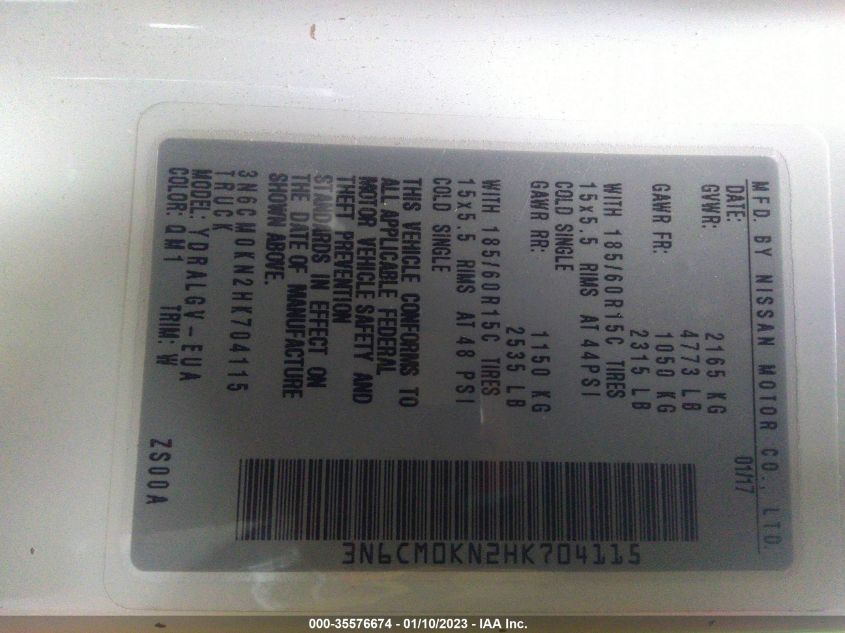 MFD. BY NISSAN MOTOR CO., LTD.
DATE: 01/17
GVWR: 2165 KG
4773 LB
GAWR FR: 1050 KG
2315 LB
WITH 185/60R15C TIRES
15x5.5 RIMS AT 44PSI
COLD SINGLE
GAWR RR: 1150 KG
2535 LB
WITH 185/60R15C TIRES
15x5.5 RIMS AT 48 PSI
COLD SINGLE
THIS VEHICLE CONFORMS TO
ALL APPLICABLE FEDERAL
MOTOR VEHICLE SAFETY AND
THEFT PREVENTION
STANDARDS IN EFFECT ON
THE DATE OF MANUFACTURE
SHOWN ABOVE.
3N6CM0KN2HK704115
TRUCK
MODEL: YDRALGV-EUA
COLOR: QM1 TRIM: W
ZS00A
3N6CM0KN2HK704115
000-35576674 - 01/10/2023 - IAA Inc.